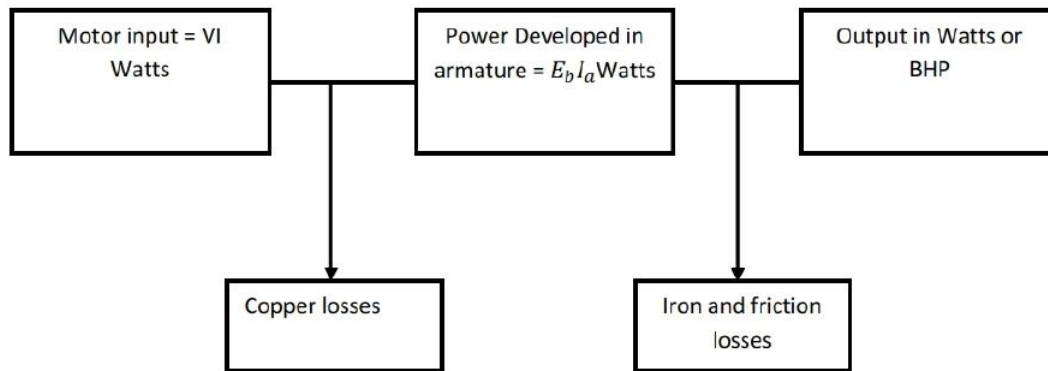 Motor input = VI
Watts
Power Developed in
armature = $E_b I_a$Watts
Output in Watts or
BHP
Copper losses
Iron and friction
losses